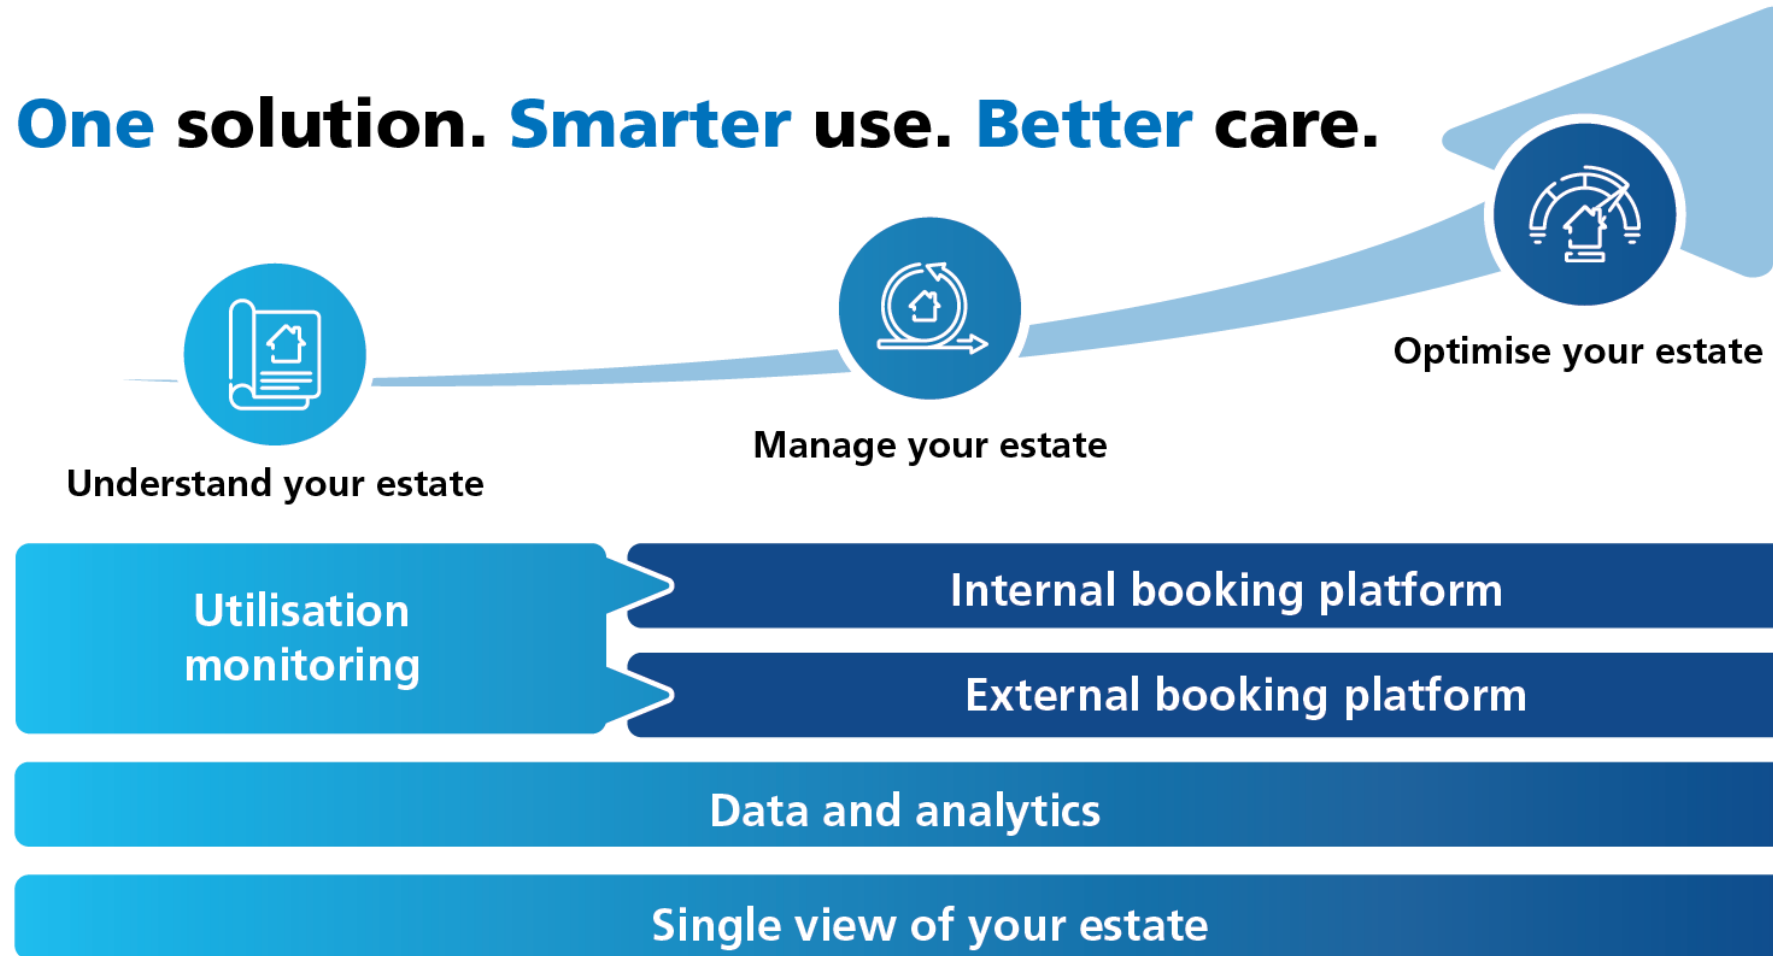 One solution. Smarter use. Better care.
Optimise your estate
Manage your estate
Understand your estate
Utilisation
monitoring
Internal booking platform
External booking platform
Data and analytics
Single view of your estate